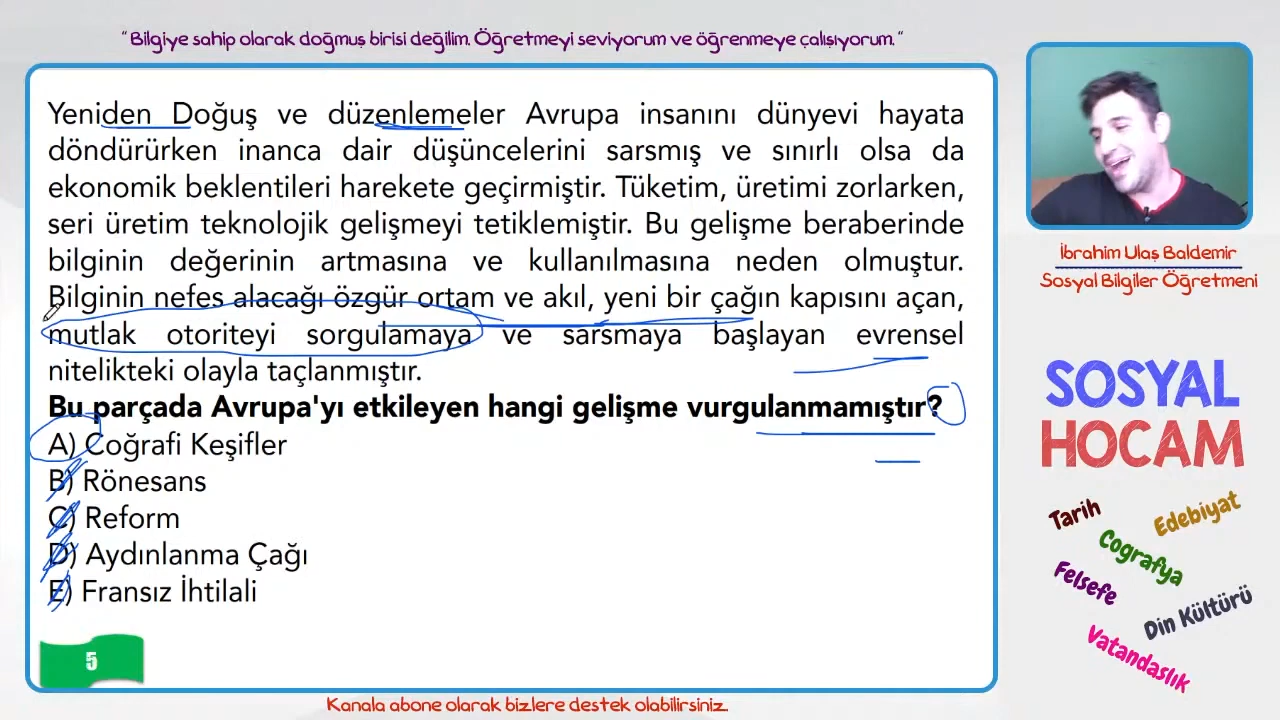 “ Bilgiye sahip olarak doğmuş birisi değilim. Öğretmeyi seviyorum ve öğrenmeye çalışıyorum. “
Yeniden Doğuş ve düzenlemeler Avrupa insanını dünyevi hayata
döndürürken inanca dair düşüncelerini sarsmış ve sınırlı olsa da
ekonomik beklentileri harekete geçirmiştir. Tüketim, üretimi zorlarken,
seri üretim teknolojik gelişmeyi tetiklemiştir. Bu gelişme beraberinde
bilginin değerinin artmasına ve kullanılmasına neden olmuştur.
Bilginin nefes alacağı özgür ortam ve akıl, yeni bir çağın kapısını açan,
mutlak otoriteyi sorgulamaya ve sarsmaya başlayan evrensel
nitelikteki olayla taçlanmıştır.
Bu parçada Avrupa'yı etkileyen hangi gelişme vurgulanmamıştır?
A) Coğrafi Keşifler
B) Rönesans
C) Reform
D) Aydınlanma Çağı
E) Fransız İhtilali
5
Kanala abone olarak bizlere destek olabilirsiniz.
İbrahim Ulaş Baldemir
Sosyal Bilgiler Öğretmeni
SOSYAL
HOCAM
Tarih
Edebiyat
Coğrafya
Felsefe
Din Kültürü
Vatandaslık